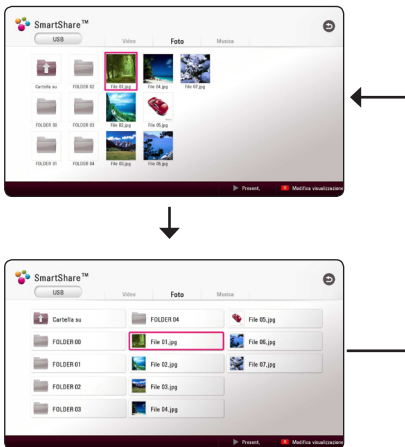 SmartShare™
USB
Video Foto Musica
Cartella su FOLDER 02 File 01.jpg File 04.jpg File 07.jpg
FOLDER 00 FOLDER 03 File 02.jpg File 05.jpg
FOLDER 01 FOLDER 04 File 03.jpg File 06.jpg
Present. Modifica visualizzazione
SmartShare™
USB
Video Foto Musica
Cartella su FOLDER 04 File 05.jpg
FOLDER 00 File 01.jpg File 06.jpg
FOLDER 01 File 02.jpg File 07.jpg
FOLDER 02 File 03.jpg
FOLDER 03 File 04.jpg
Present. Modifica visualizzazione